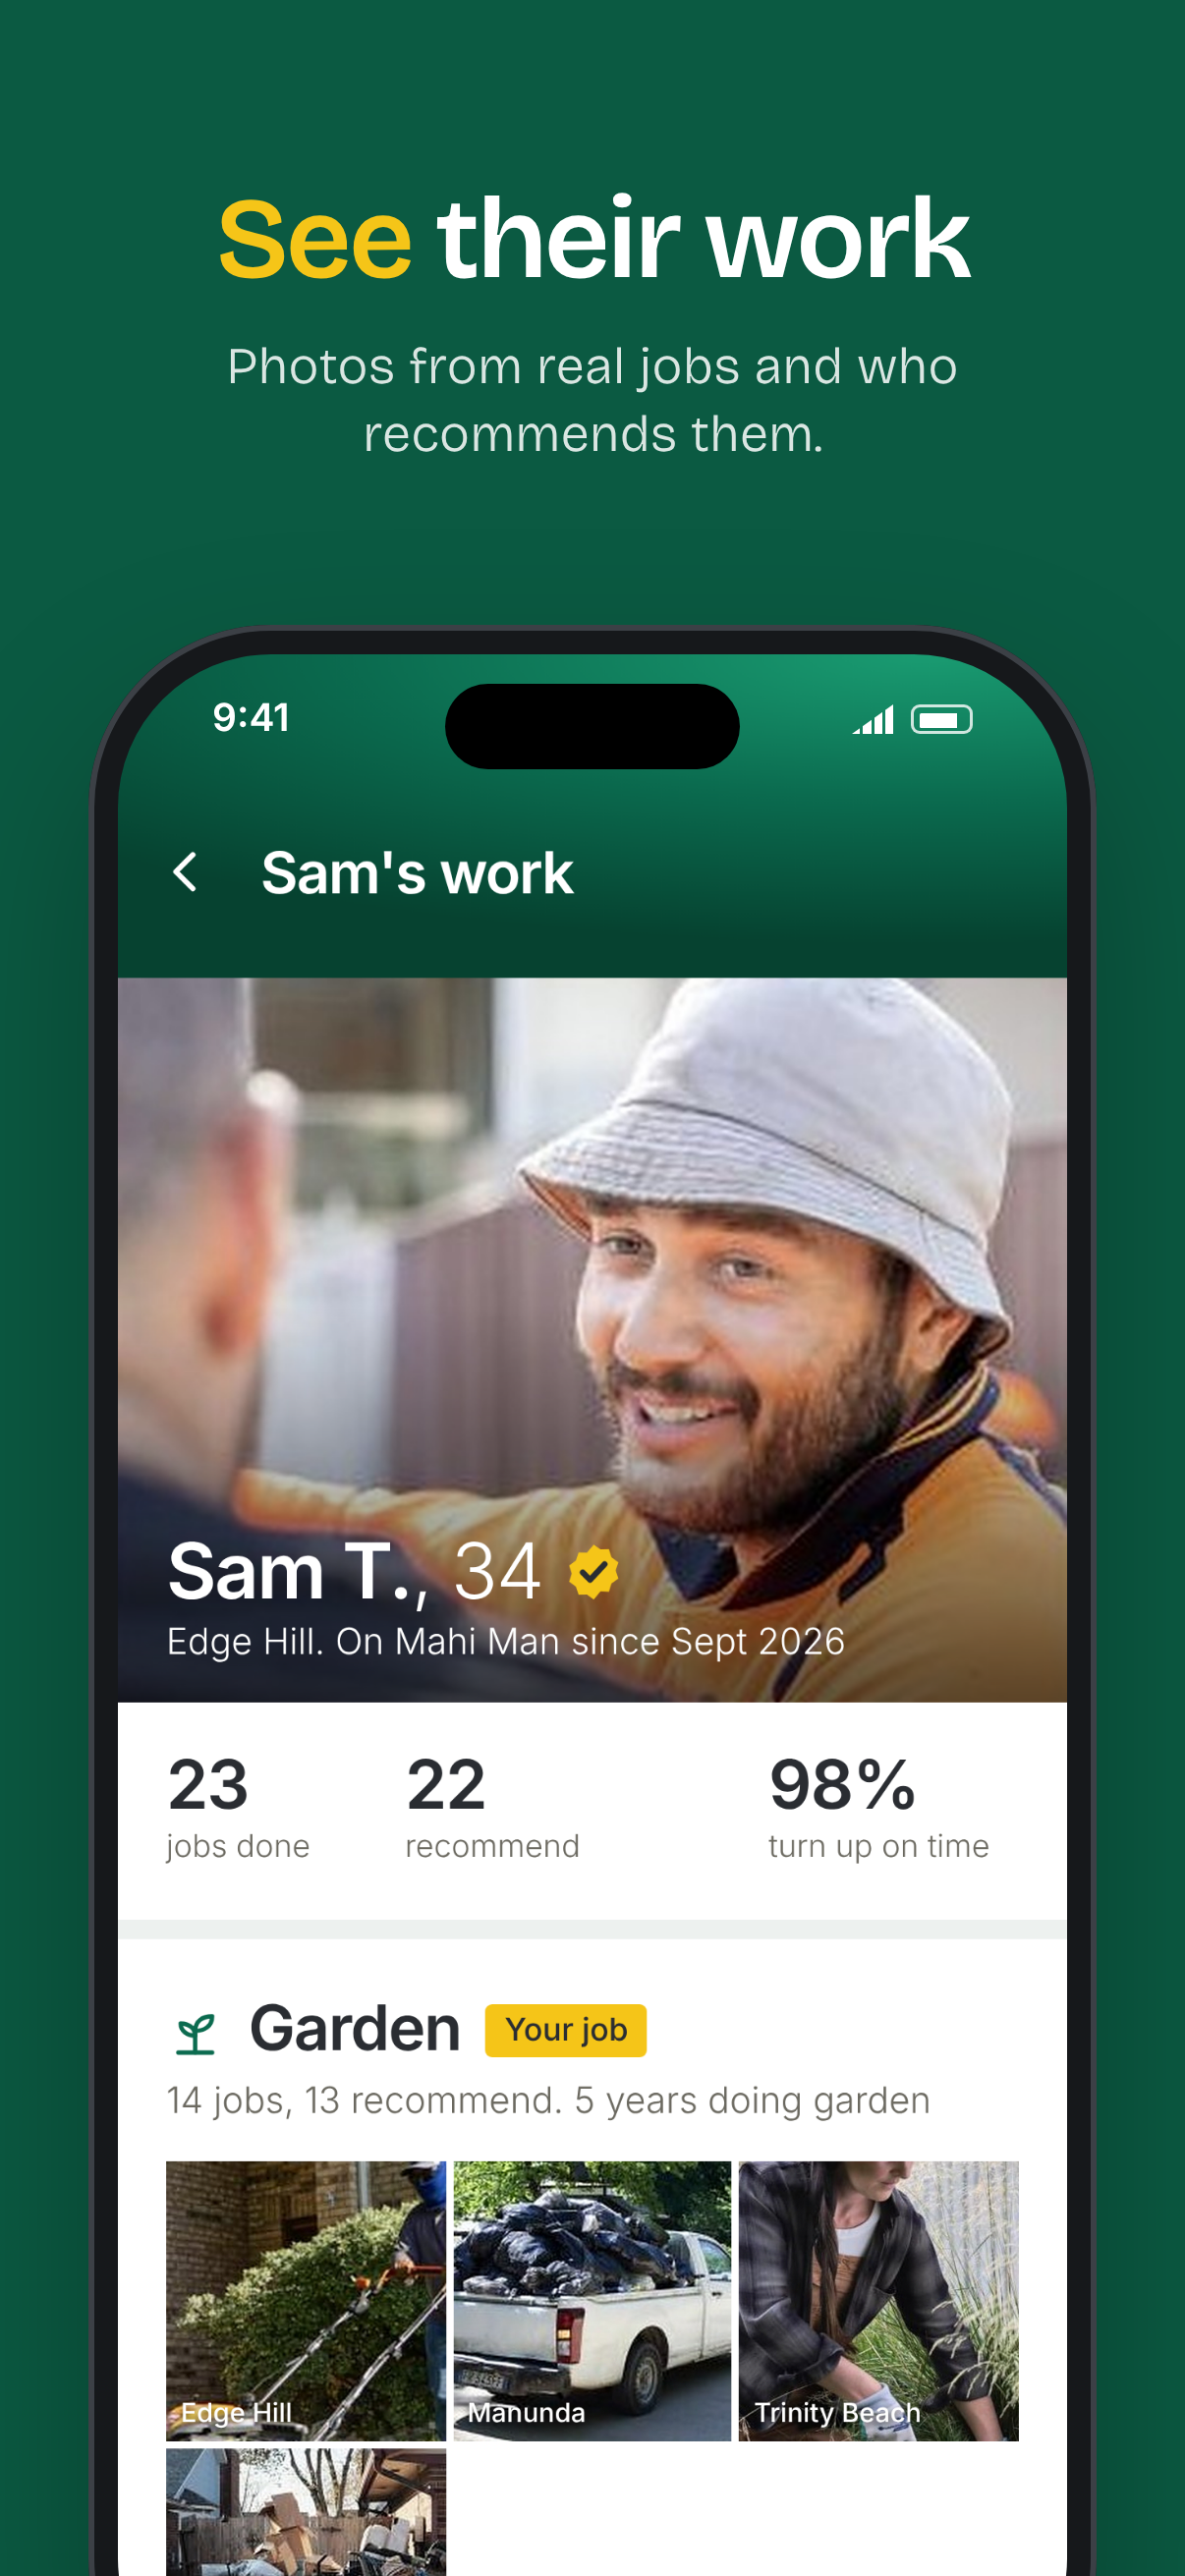 See their work
Photos from real jobs and who
recommends them.
9:41
Sam's work
Sam T., 34
Edge Hill. On Mahi Man since Sept 2026
23 22 98%
jobs done recommend turn up on time
Garden Your job
14 jobs, 13 recommend. 5 years doing garden
Edge Hill Manunda Trinity Beach